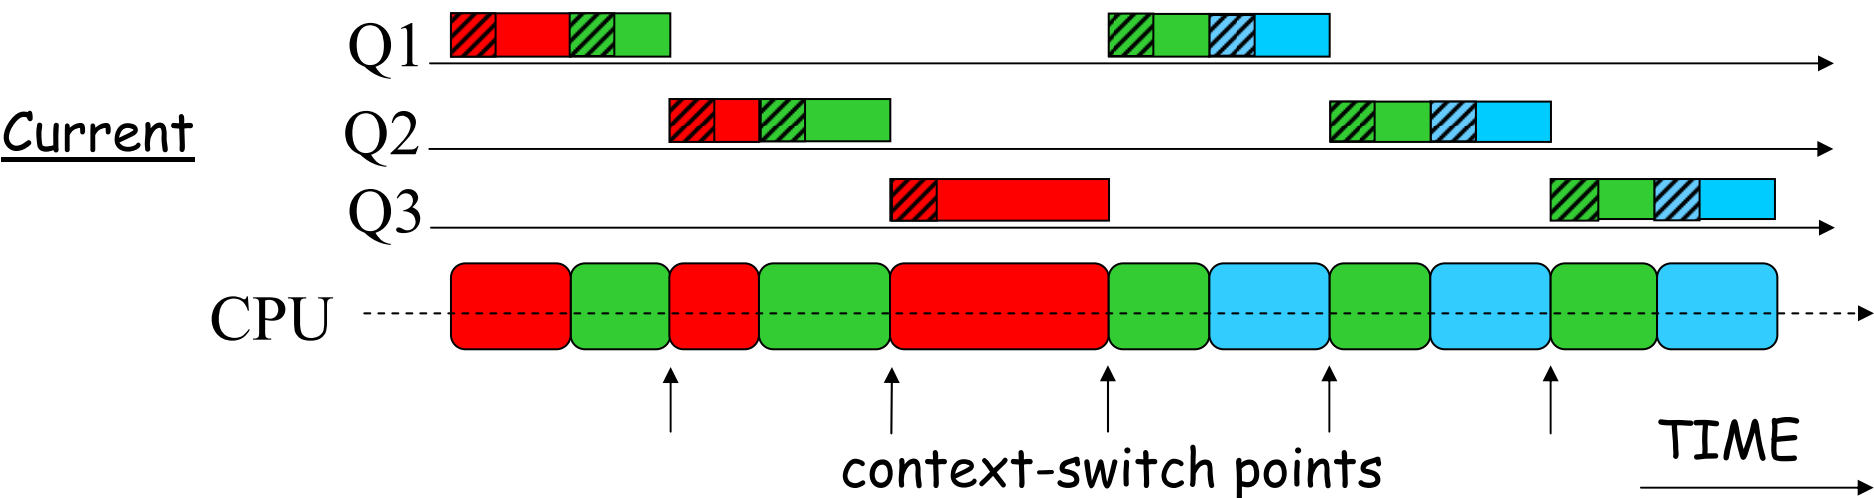 Q1
Current
Q2
Q3
CPU
TIME
context-switch points